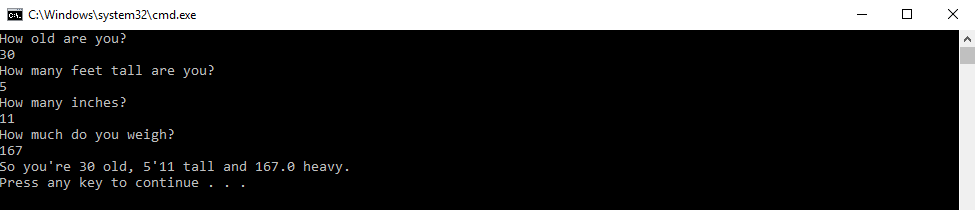 C:\Windows\system32\cmd.exe
How old are you?
30
How many feet tall are you?
5
How many inches?
11
How much do you weigh?
167
So you're 30 old, 5'11 tall and 167.0 heavy.
Press any key to continue . . .